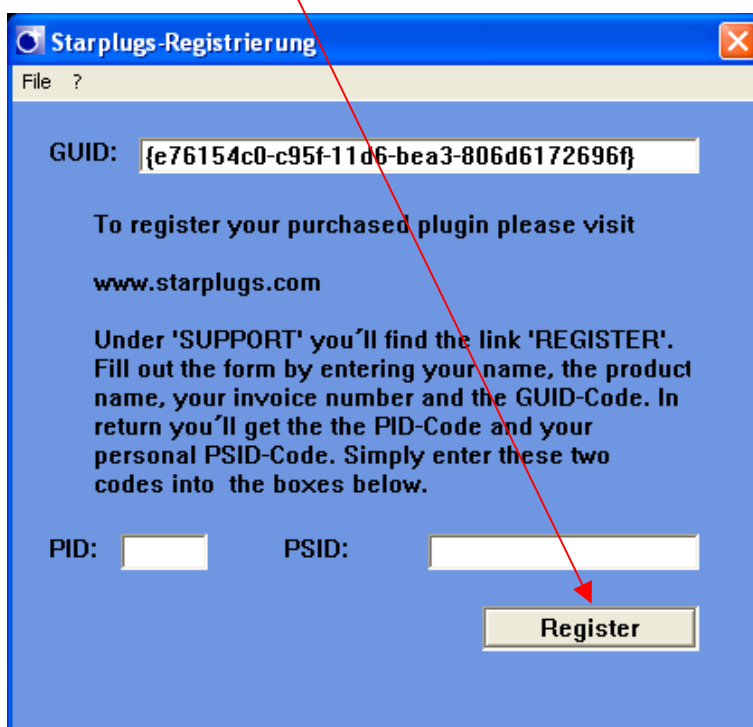 Starplugs-Registrierung
File ?
GUID: {e76154c0-c95f-11d6-bea3-806d6172696f}
To register your purchased plugin please visit
www.starplugs.com
Under 'SUPPORT' you´ll find the link 'REGISTER'.
Fill out the form by entering your name, the product
name, your invoice number and the GUID-Code. In
return you´ll get the the PID-Code and your
personal PSID-Code. Simply enter these two
codes into the boxes below.
PID: PSID:
Register